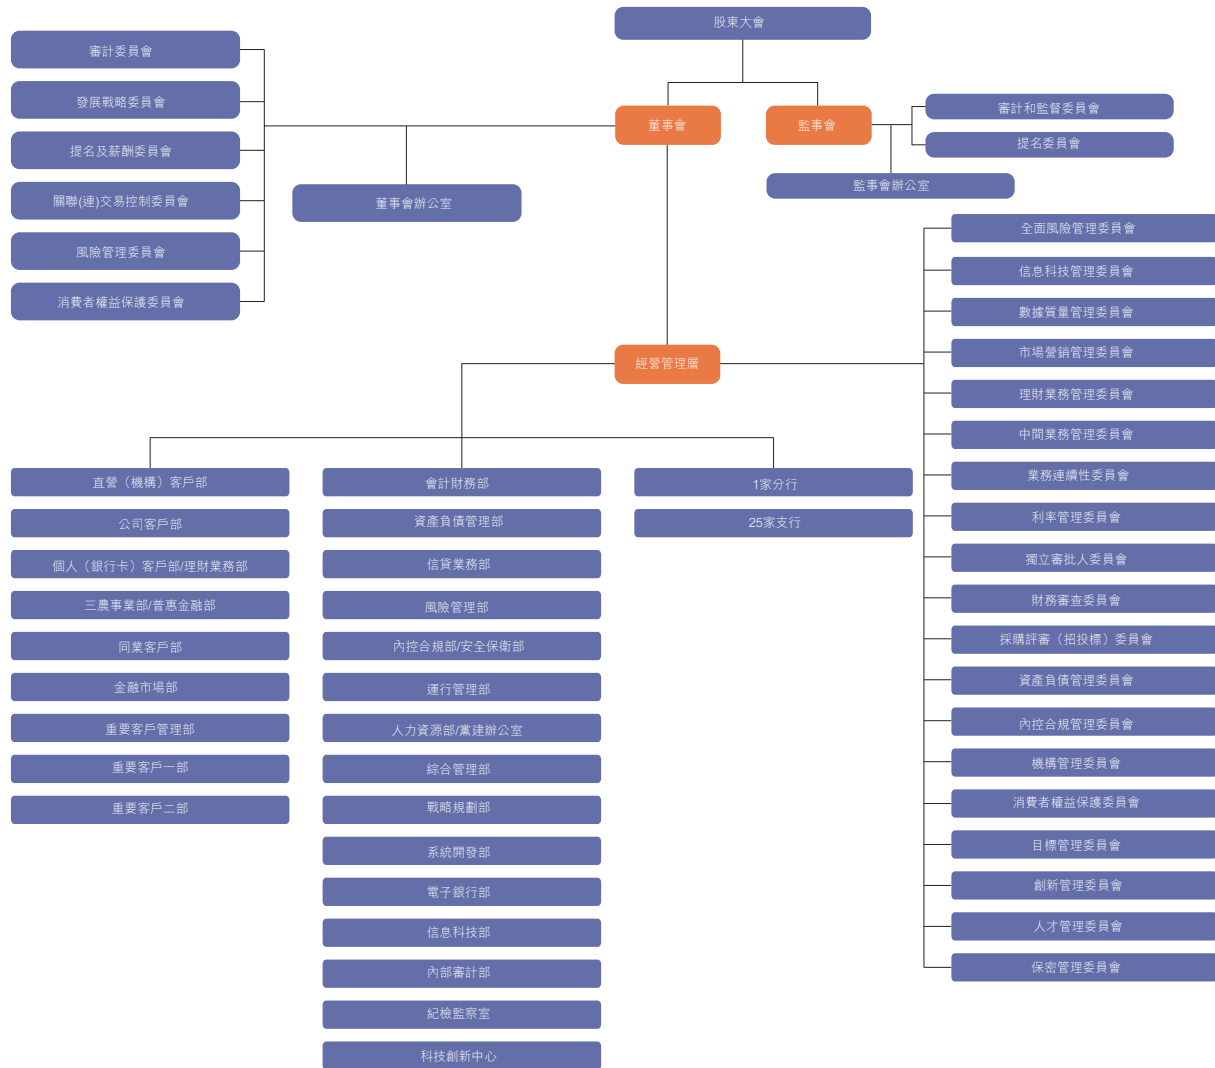 股東大會
審計委員會
發展戰略委員會
提名及薪酬委員會
關聯(連)交易控制委員會
風險管理委員會
消費者權益保護委員會
董事會
監事會
審計和監督委員會
提名委員會
董事會辦公室
監事會辦公室
經營管理層
全面風險管理委員會
信息科技管理委員會
數據質量管理委員會
市場營銷管理委員會
理財業務管理委員會
中間業務管理委員會
業務連續性委員會
利率管理委員會
獨立審批人委員會
財務審查委員會
採購評審（招投標）委員會
資產負債管理委員會
內控合規管理委員會
機構管理委員會
消費者權益保護委員會
目標管理委員會
創新管理委員會
人才管理委員會
保密管理委員會
直營（機構）客戶部
公司客戶部
個人（銀行卡）客戶部/理財業務部
三農事業部/普惠金融部
同業客戶部
金融市場部
重要客戶管理部
重要客戶一部
重要客戶二部
會計財務部
資產負債管理部
信貸業務部
風險管理部
內控合規部/安全保衛部
運行管理部
人力資源部/黨建辦公室
綜合管理部
戰略規劃部
系統開發部
電子銀行部
信息科技部
內部審計部
紀檢監察室
科技創新中心
1家分行
25家支行